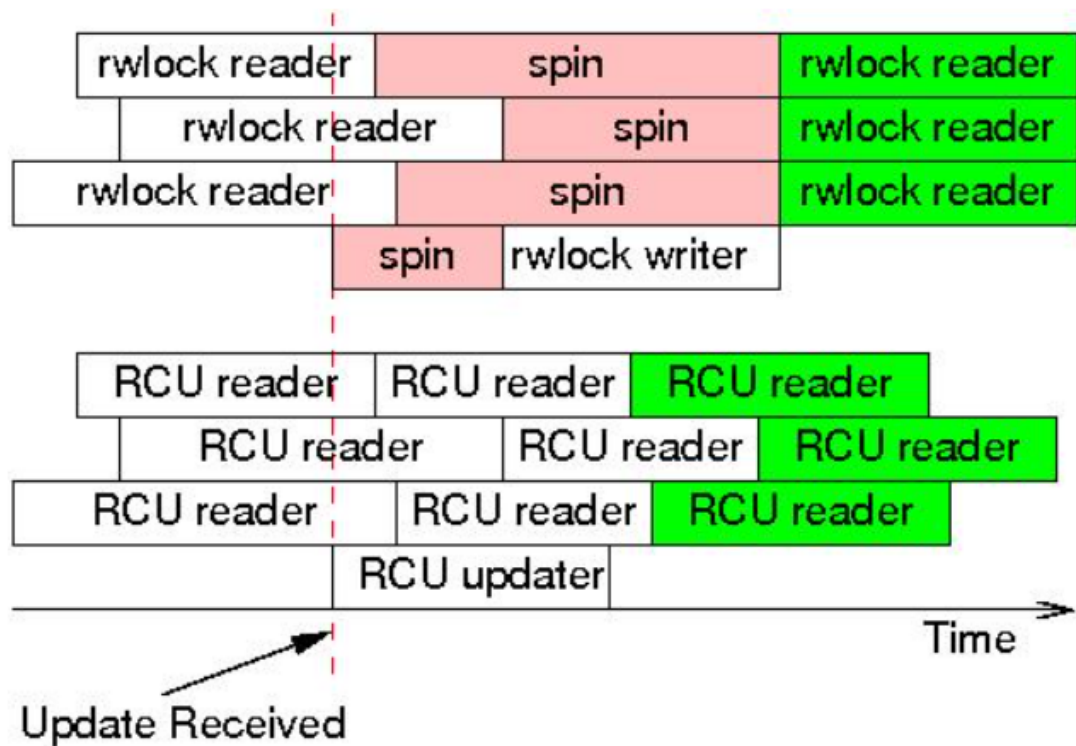 rwlock reader spin rwlock reader
rwlock reader spin rwlock reader
rwlock reader spin rwlock reader
spin rwlock writer
RCU reader RCU reader RCU reader
RCU reader RCU reader RCU reader
RCU reader RCU reader RCU reader
RCU updater
Time
Update Received